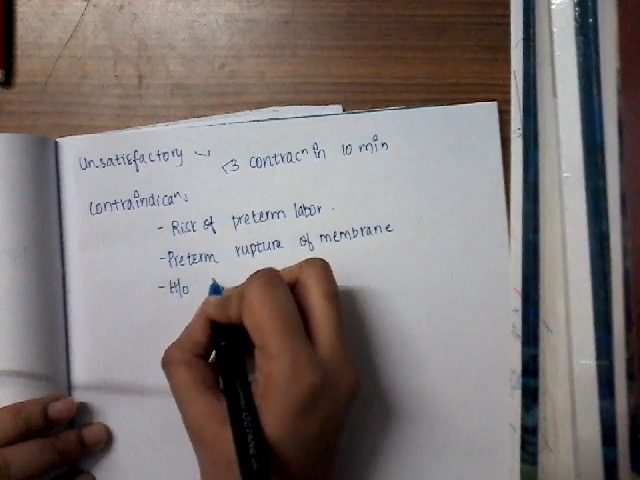 Unsatisfactory → <3 contracⁿ in 10 min
Contraindicaⁿ:
- Risk of preterm labor.
- Preterm rupture of membrane
- H/o